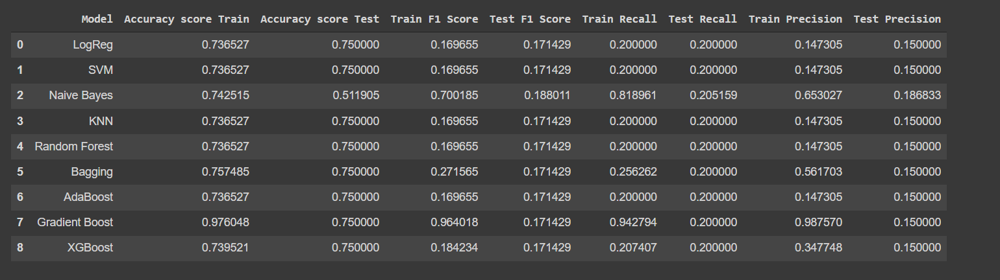 Model Accuracy score Train Accuracy score Test Train F1 Score Test F1 Score Train Recall Test Recall Train Precision Test Precision
0 LogReg 0.736527 0.750000 0.169655 0.171429 0.200000 0.200000 0.147305 0.150000
1 SVM 0.736527 0.750000 0.169655 0.171429 0.200000 0.200000 0.147305 0.150000
2 Naive Bayes 0.742515 0.511905 0.700185 0.188011 0.818961 0.205159 0.653027 0.186833
3 KNN 0.736527 0.750000 0.169655 0.171429 0.200000 0.200000 0.147305 0.150000
4 Random Forest 0.736527 0.750000 0.169655 0.171429 0.200000 0.200000 0.147305 0.150000
5 Bagging 0.757485 0.750000 0.271565 0.171429 0.256262 0.200000 0.561703 0.150000
6 AdaBoost 0.736527 0.750000 0.169655 0.171429 0.200000 0.200000 0.147305 0.150000
7 Gradient Boost 0.976048 0.750000 0.964018 0.171429 0.942794 0.200000 0.987570 0.150000
8 XGBoost 0.739521 0.750000 0.184234 0.171429 0.207407 0.200000 0.347748 0.150000